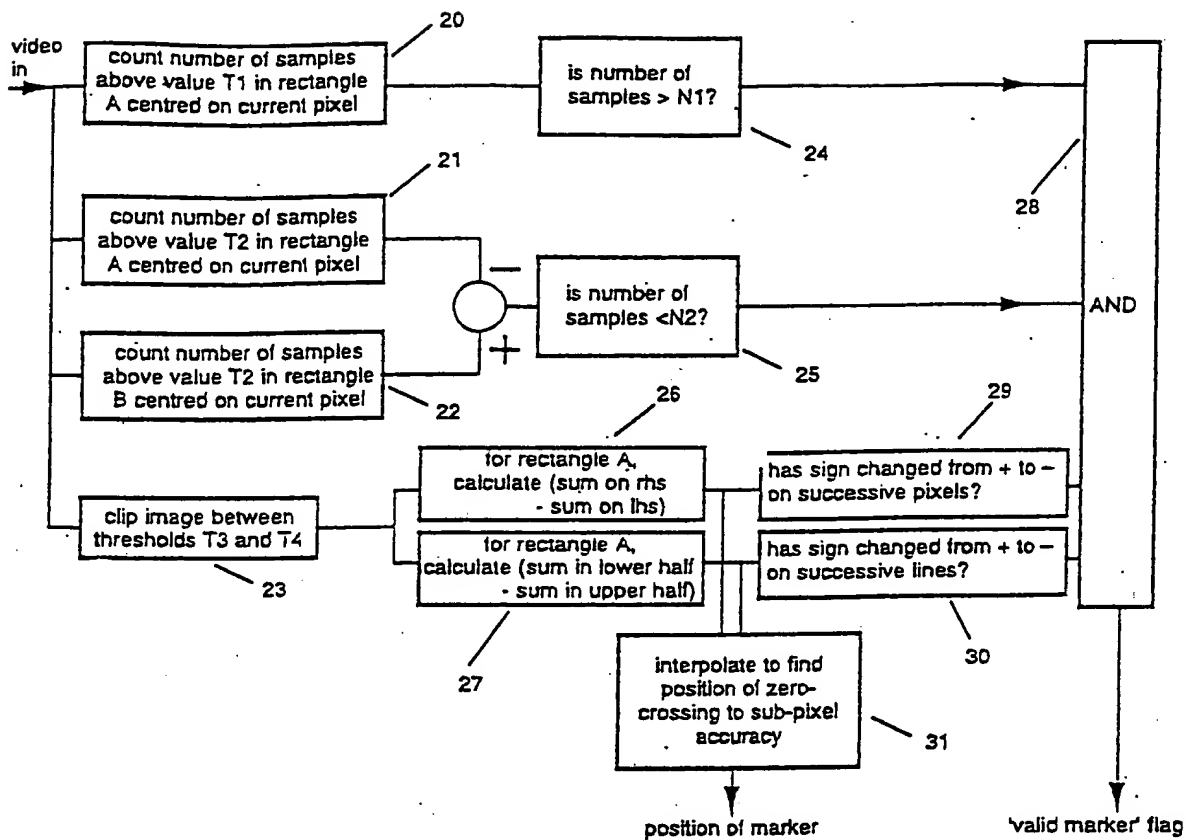 video
in
count number of samples
above value T1 in rectangle
A centred on current pixel
20
is number of
samples > N1?
24
28
21
count number of samples
above value T2 in rectangle
A centred on current pixel
−
+
is number of
samples <N2?
25
AND
count number of samples
above value T2 in rectangle
B centred on current pixel
22
26
29
for rectangle A,
calculate (sum on rhs
- sum on lhs)
has sign changed from + to −
on successive pixels?
clip image between
thresholds T3 and T4
23
for rectangle A,
calculate (sum in lower half
- sum in upper half)
27
has sign changed from + to −
on successive lines?
30
interpolate to find
position of zero-
crossing to sub-pixel
accuracy
31
position of marker
'valid marker' flag